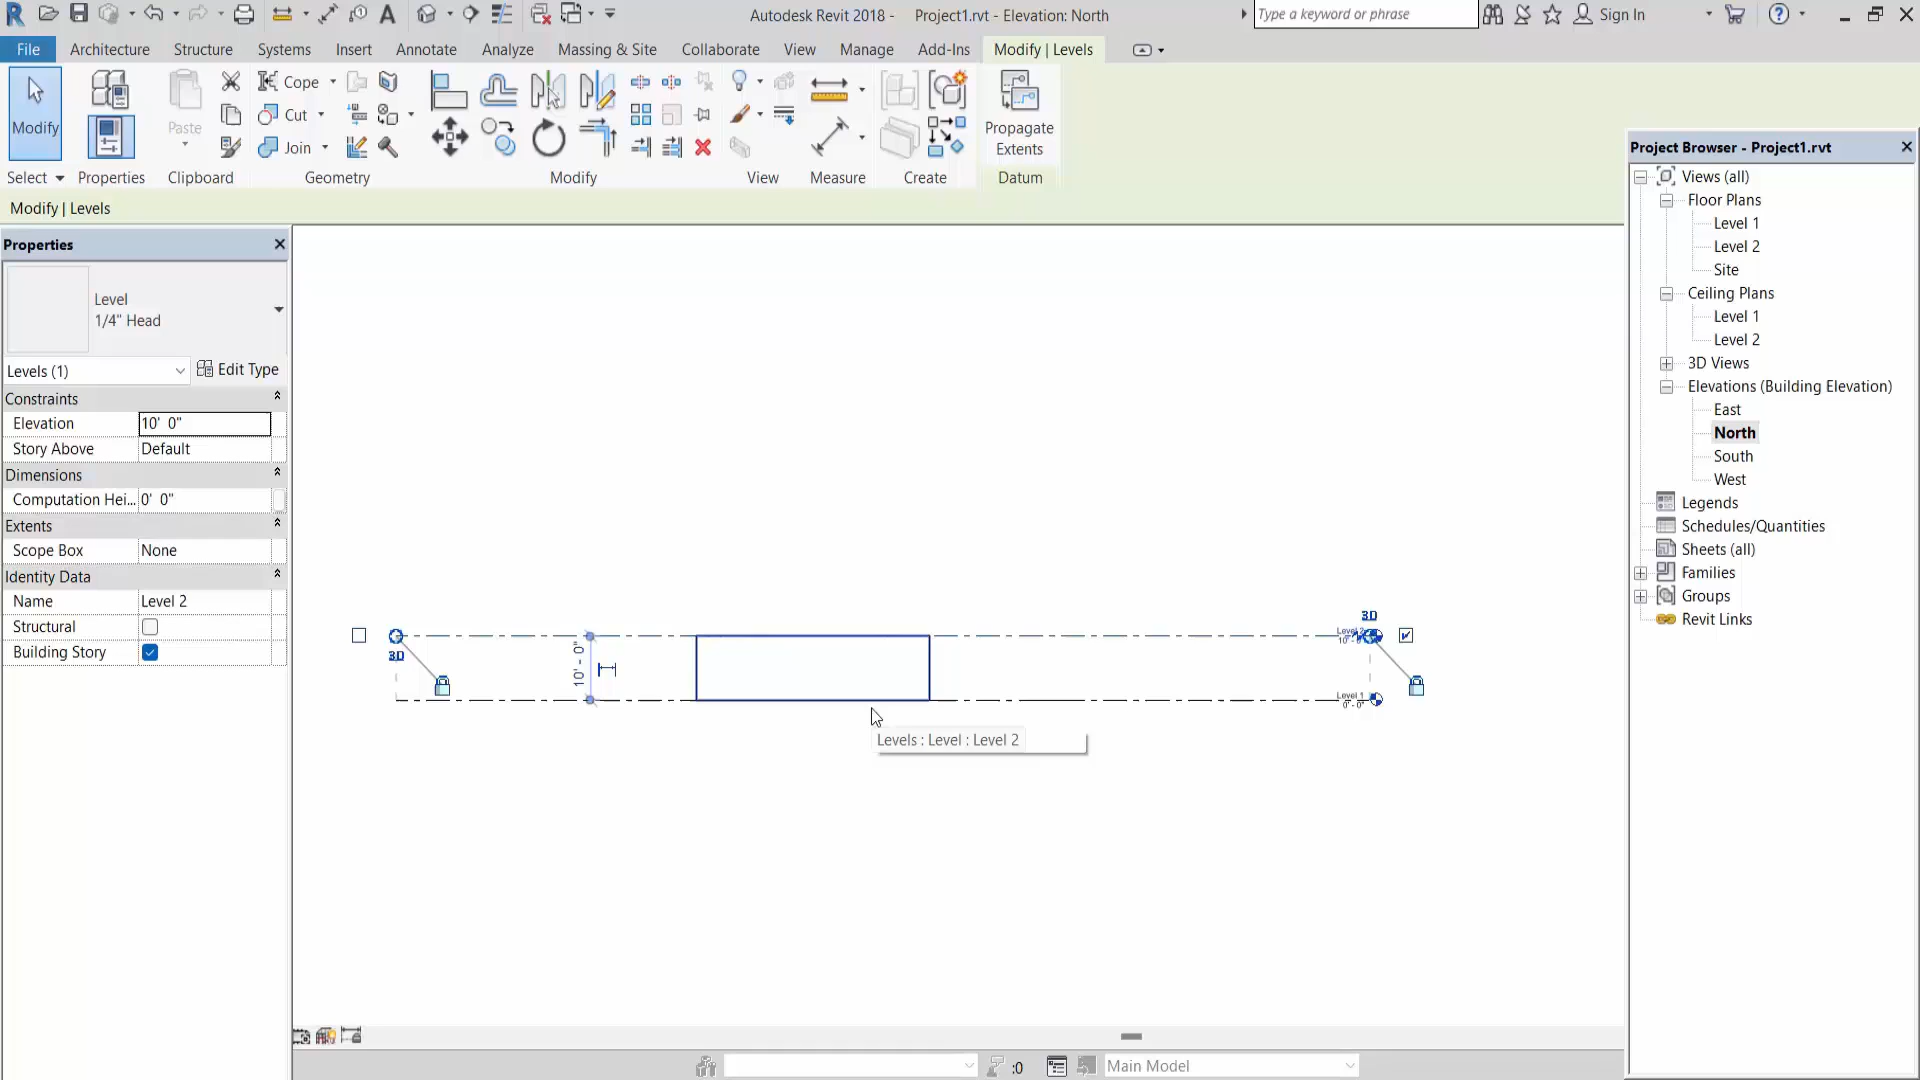 Autodesk Revit 2018 - Project1.rvt - Elevation: North
Type a keyword or phrase
Sign In
File
Architecture
Structure
Systems
Insert
Annotate
Analyze
Massing & Site
Collaborate
View
Manage
Add-Ins
Modify | Levels
Modify
Paste
Cope
Cut
Join
Propagate
Extents
Select
Properties
Clipboard
Geometry
Modify
View
Measure
Create
Datum
Modify | Levels
Properties
Level
1/4" Head
Levels (1)
Edit Type
Constraints
Elevation
10' 0"
Story Above
Default
Dimensions
Computation Hei...
0' 0"
Extents
Scope Box
None
Identity Data
Name
Level 2
Structural
Building Story
3D
10' - 0"
3D
Level 2
Level 1
0' - 0"
Levels : Level : Level 2
Project Browser - Project1.rvt
Views (all)
Floor Plans
Level 1
Level 2
Site
Ceiling Plans
Level 1
Level 2
3D Views
Elevations (Building Elevation)
East
North
South
West
Legends
Schedules/Quantities
Sheets (all)
Families
Groups
Revit Links
:0
Main Model